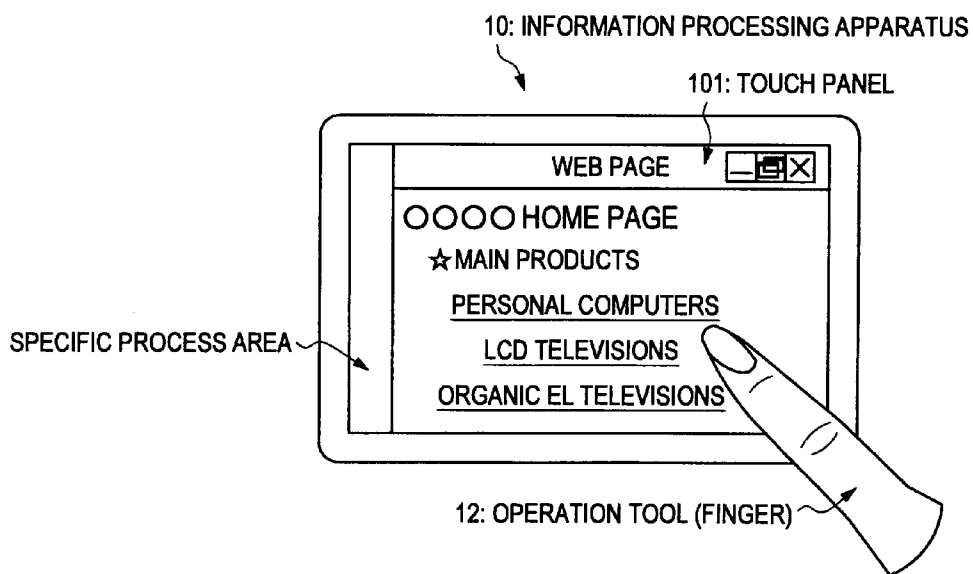 10: INFORMATION PROCESSING APPARATUS
101: TOUCH PANEL
WEB PAGE
○○○○ HOME PAGE
☆MAIN PRODUCTS
PERSONAL COMPUTERS
SPECIFIC PROCESS AREA
LCD TELEVISIONS
ORGANIC EL TELEVISIONS
12: OPERATION TOOL (FINGER)